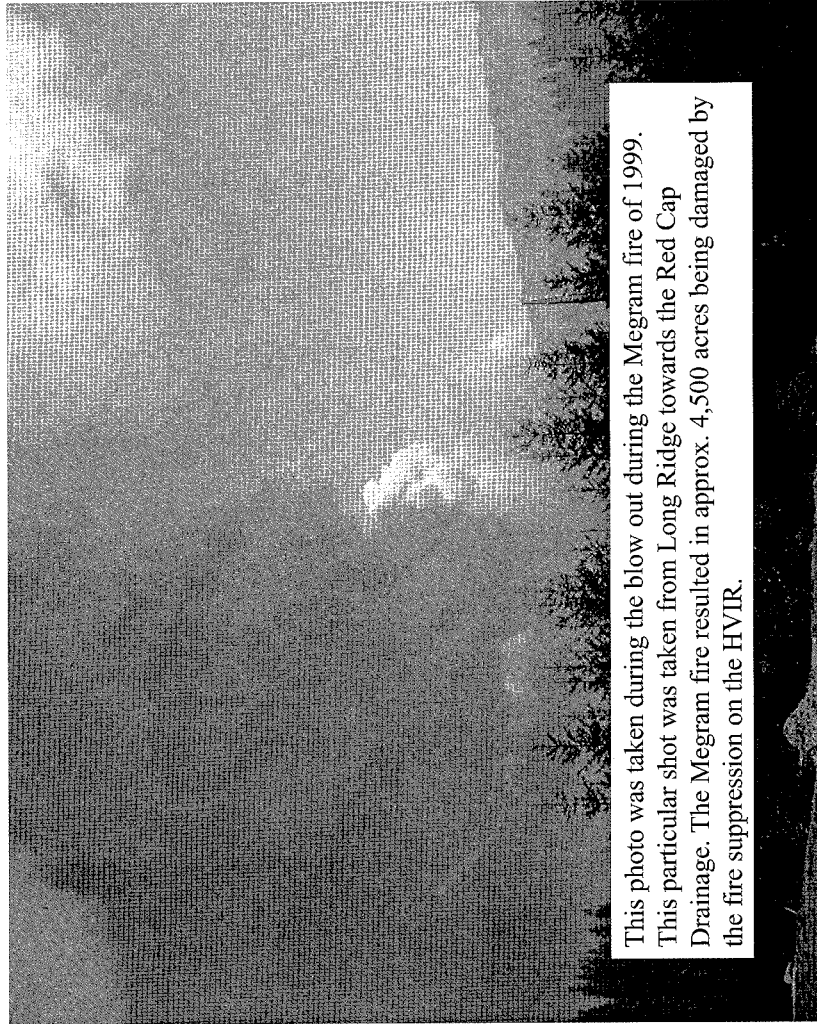 This photo was taken during the blow out during the Megram fire of 1999.
This particular shot was taken from Long Ridge towards the Red Cap
Drainage. The Megram fire resulted in approx. 4,500 acres being damaged by
the fire suppression on the HVIR.